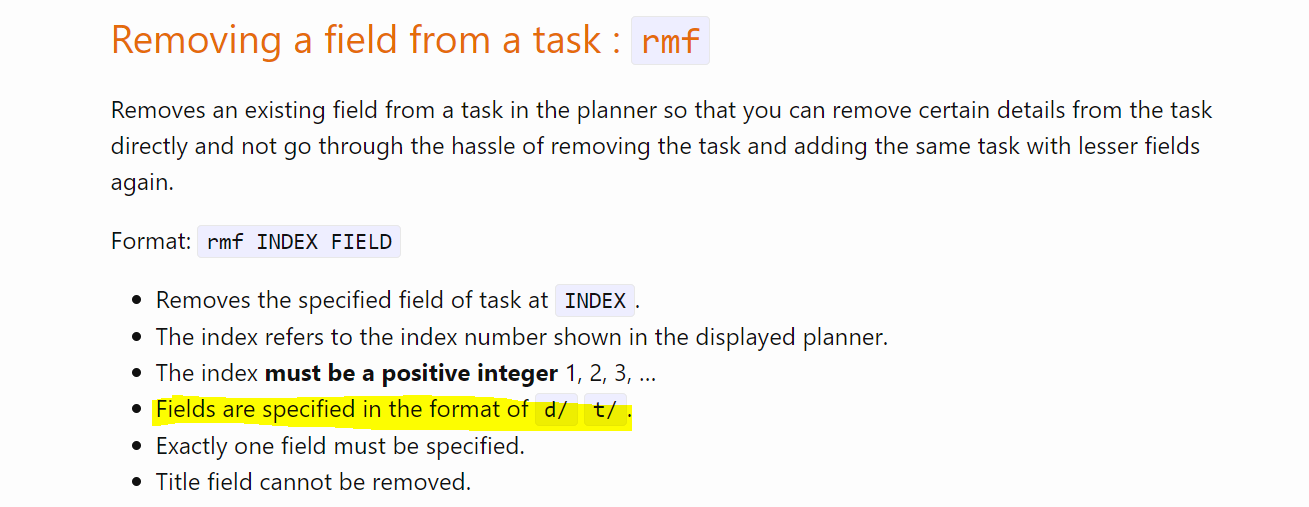 Removing a field from a task : rmf
Removes an existing field from a task in the planner so that you can remove certain details from the task
directly and not go through the hassle of removing the task and adding the same task with lesser fields
again.
Format: rmf INDEX FIELD
• Removes the specified field of task at INDEX.
• The index refers to the index number shown in the displayed planner.
• The index must be a positive integer 1, 2, 3, …
• Fields are specified in the format of d/ t/.
• Exactly one field must be specified.
• Title field cannot be removed.